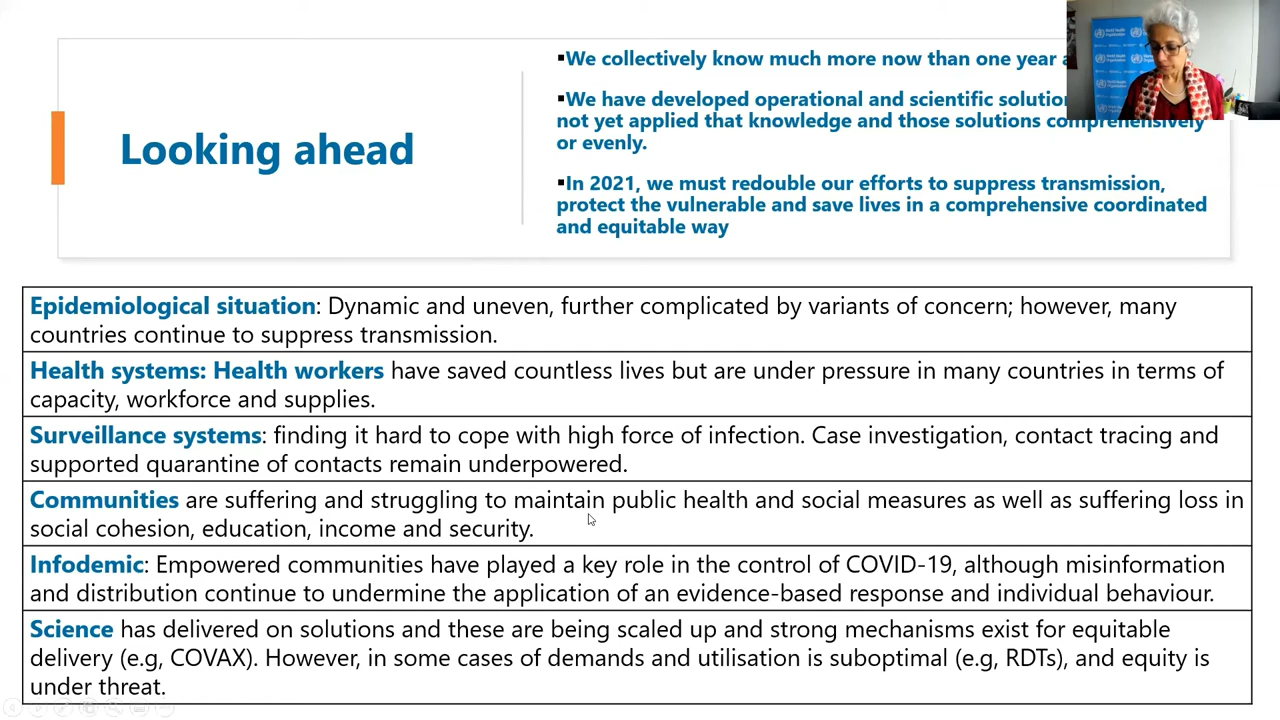 Looking ahead
▪We collectively know much more now than one year
▪We have developed operational and scientific
not yet applied that knowledge and those solutions comprehensively
or evenly.
▪In 2021, we must redouble our efforts to suppress transmission,
protect the vulnerable and save lives in a comprehensive coordinated
and equitable way
World Health
Organization
Epidemiological situation: Dynamic and uneven, further complicated by variants of concern; however, many
countries continue to suppress transmission.
Health systems: Health workers have saved countless lives but are under pressure in many countries in terms of
capacity, workforce and supplies.
Surveillance systems: finding it hard to cope with high force of infection. Case investigation, contact tracing and
supported quarantine of contacts remain underpowered.
Communities are suffering and struggling to maintain public health and social measures as well as suffering loss in
social cohesion, education, income and security.
Infodemic: Empowered communities have played a key role in the control of COVID-19, although misinformation
and distribution continue to undermine the application of an evidence-based response and individual behaviour.
Science has delivered on solutions and these are being scaled up and strong mechanisms exist for equitable
delivery (e.g, COVAX). However, in some cases of demands and utilisation is suboptimal (e.g, RDTs), and equity is
under threat.